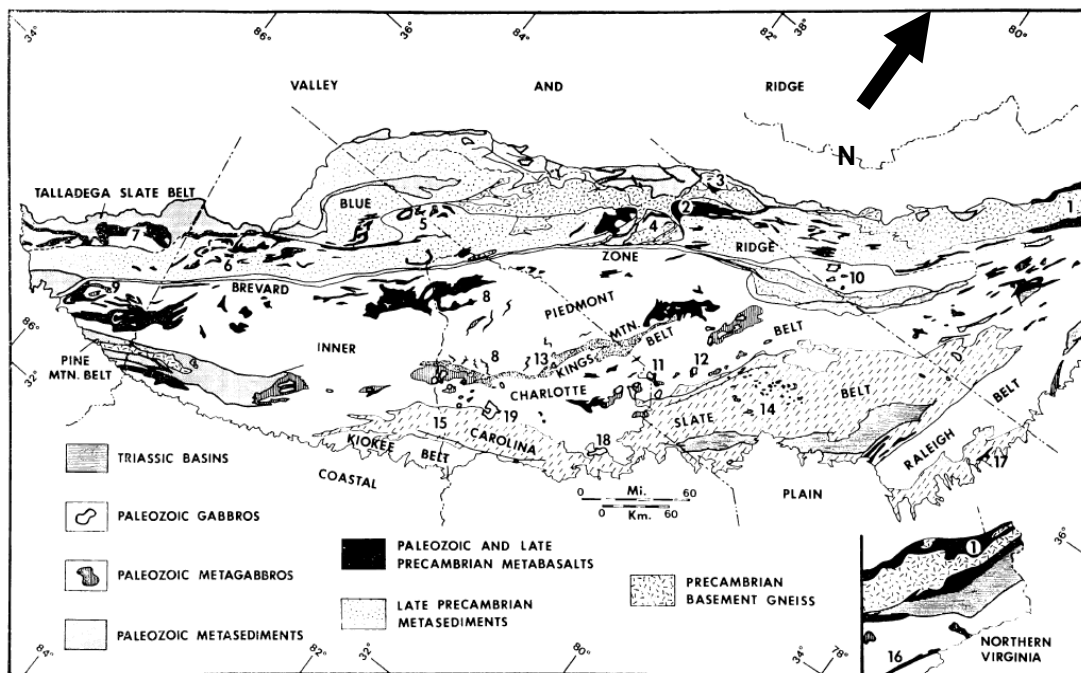 34°
86°
36°
84°
82°
38°
80°
VALLEY AND RIDGE
N
TALLADEGA SLATE BELT
BLUE
RIDGE
1
2
3
4
5
6
7
ZONE
10
BREVARD
9
8
PIEDMONT
INNER
86°
32°
PINE
MTN. BELT
8
13
KINGS MTN. BELT
11
12
BELT
CHARLOTTE
19
15
CAROLINA
SLATE
BELT
14
18
KIOKEE
BELT
RALEIGH
BELT
17
COASTAL
PLAIN
0 Mi. 60
0 Km. 60
36°
TRIASSIC BASINS
PALEOZOIC GABBROS
PALEOZOIC METAGABBROS
PALEOZOIC METASEDIMENTS
PALEOZOIC AND LATE
PRECAMBRIAN METABASALTS
LATE PRECAMBRIAN
METASEDIMENTS
PRECAMBRIAN
BASEMENT GNEISS
1
16
NORTHERN
VIRGINIA
84°
82°
32°
80°
34°
78°